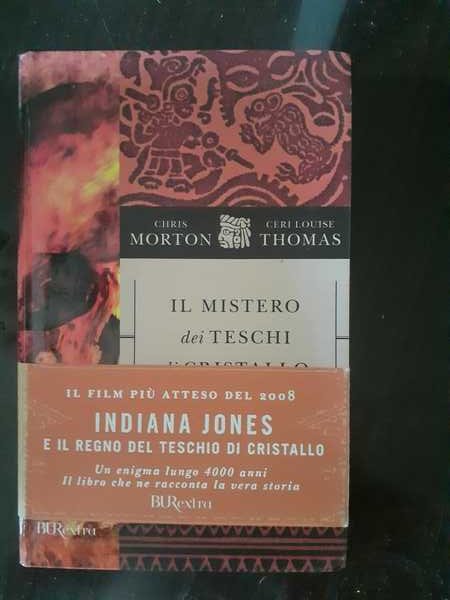 CHRIS CERI LOUISE
MORTON THOMAS
IL MISTERO
dei TESCHI
di CRISTALLO
IL FILM PIÙ ATTESO DEL 2008
INDIANA JONES
E IL REGNO DEL TESCHIO DI CRISTALLO
Un enigma lungo 4000 anni
Il libro che ne racconta la vera storia
BURextra
BURextra